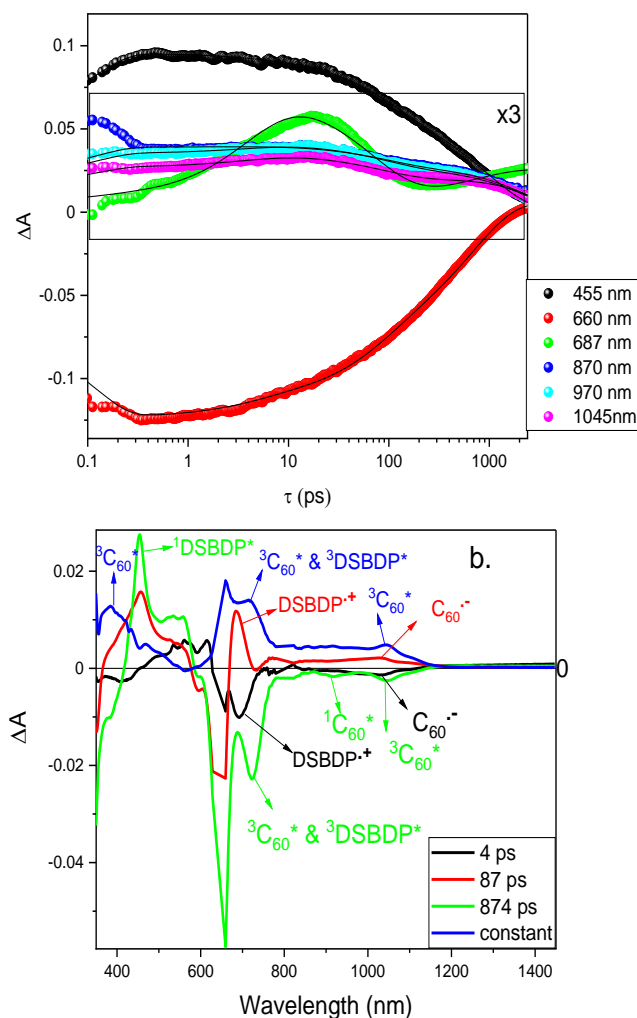 0.1
0.05
0
-0.05
-0.1
ΔA
x3
0.1 1 10 100 1000
τ (ps)
455 nm
660 nm
687 nm
870 nm
970 nm
1045nm
b.
³C₆₀*
¹DSBDP*
³C₆₀* & ³DSBDP*
DSBDP·⁺
³C₆₀*
C₆₀·⁻
0.02
0
-0.02
-0.04
ΔA
0
¹C₆₀*
C₆₀·⁻
DSBDP·⁺
³C₆₀*
³C₆₀* & ³DSBDP*
4 ps
87 ps
874 ps
constant
400 600 800 1000 1200 1400
Wavelength (nm)